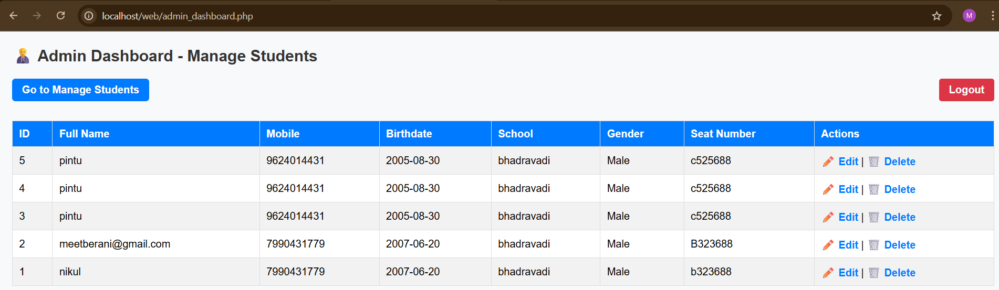 localhost/web/admin_dashboard.php M
Admin Dashboard - Manage Students
Go to Manage Students Logout
ID Full Name Mobile Birthdate School Gender Seat Number Actions
5 pintu 9624014431 2005-08-30 bhadravadi Male c525688 Edit | Delete
4 pintu 9624014431 2005-08-30 bhadravadi Male c525688 Edit | Delete
3 pintu 9624014431 2005-08-30 bhadravadi Male c525688 Edit | Delete
2 meetberani@gmail.com 7990431779 2007-06-20 bhadravadi Male B323688 Edit | Delete
1 nikul 7990431779 2007-06-20 bhadravadi Male b323688 Edit | Delete